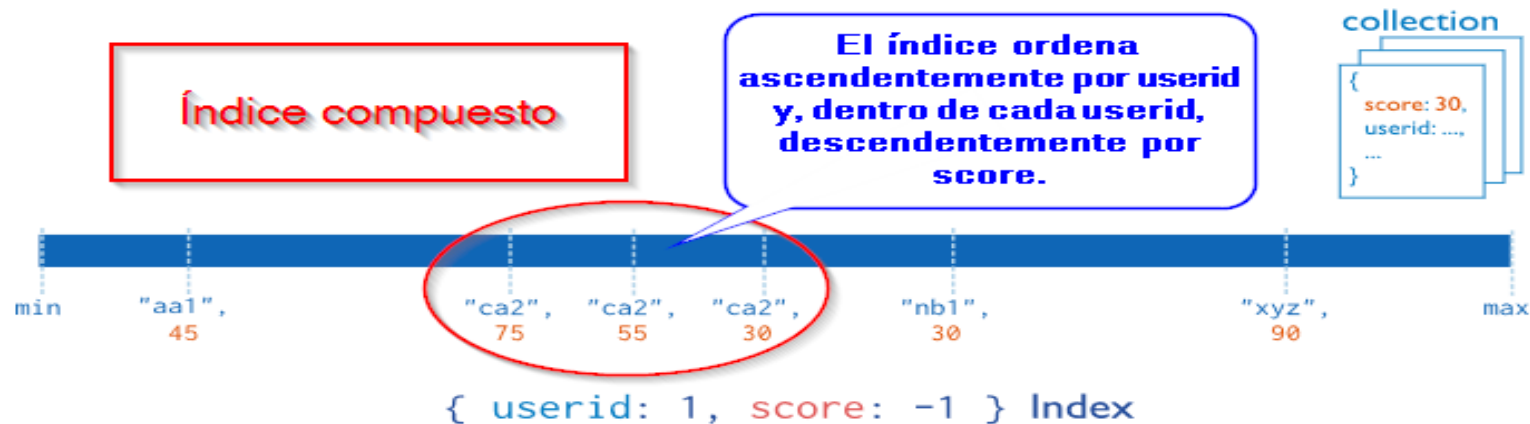 Índice compuesto
El índice ordena
ascendentemente por userid
y, dentro de cada userid,
descendentemente por
score.
collection
{
score: 30,
userid: ...,
...
}
min
"aa1",
45
"ca2",
75
"ca2",
55
"ca2",
30
"nb1",
30
"xyz",
90
max
{ userid: 1, score: -1 } Index